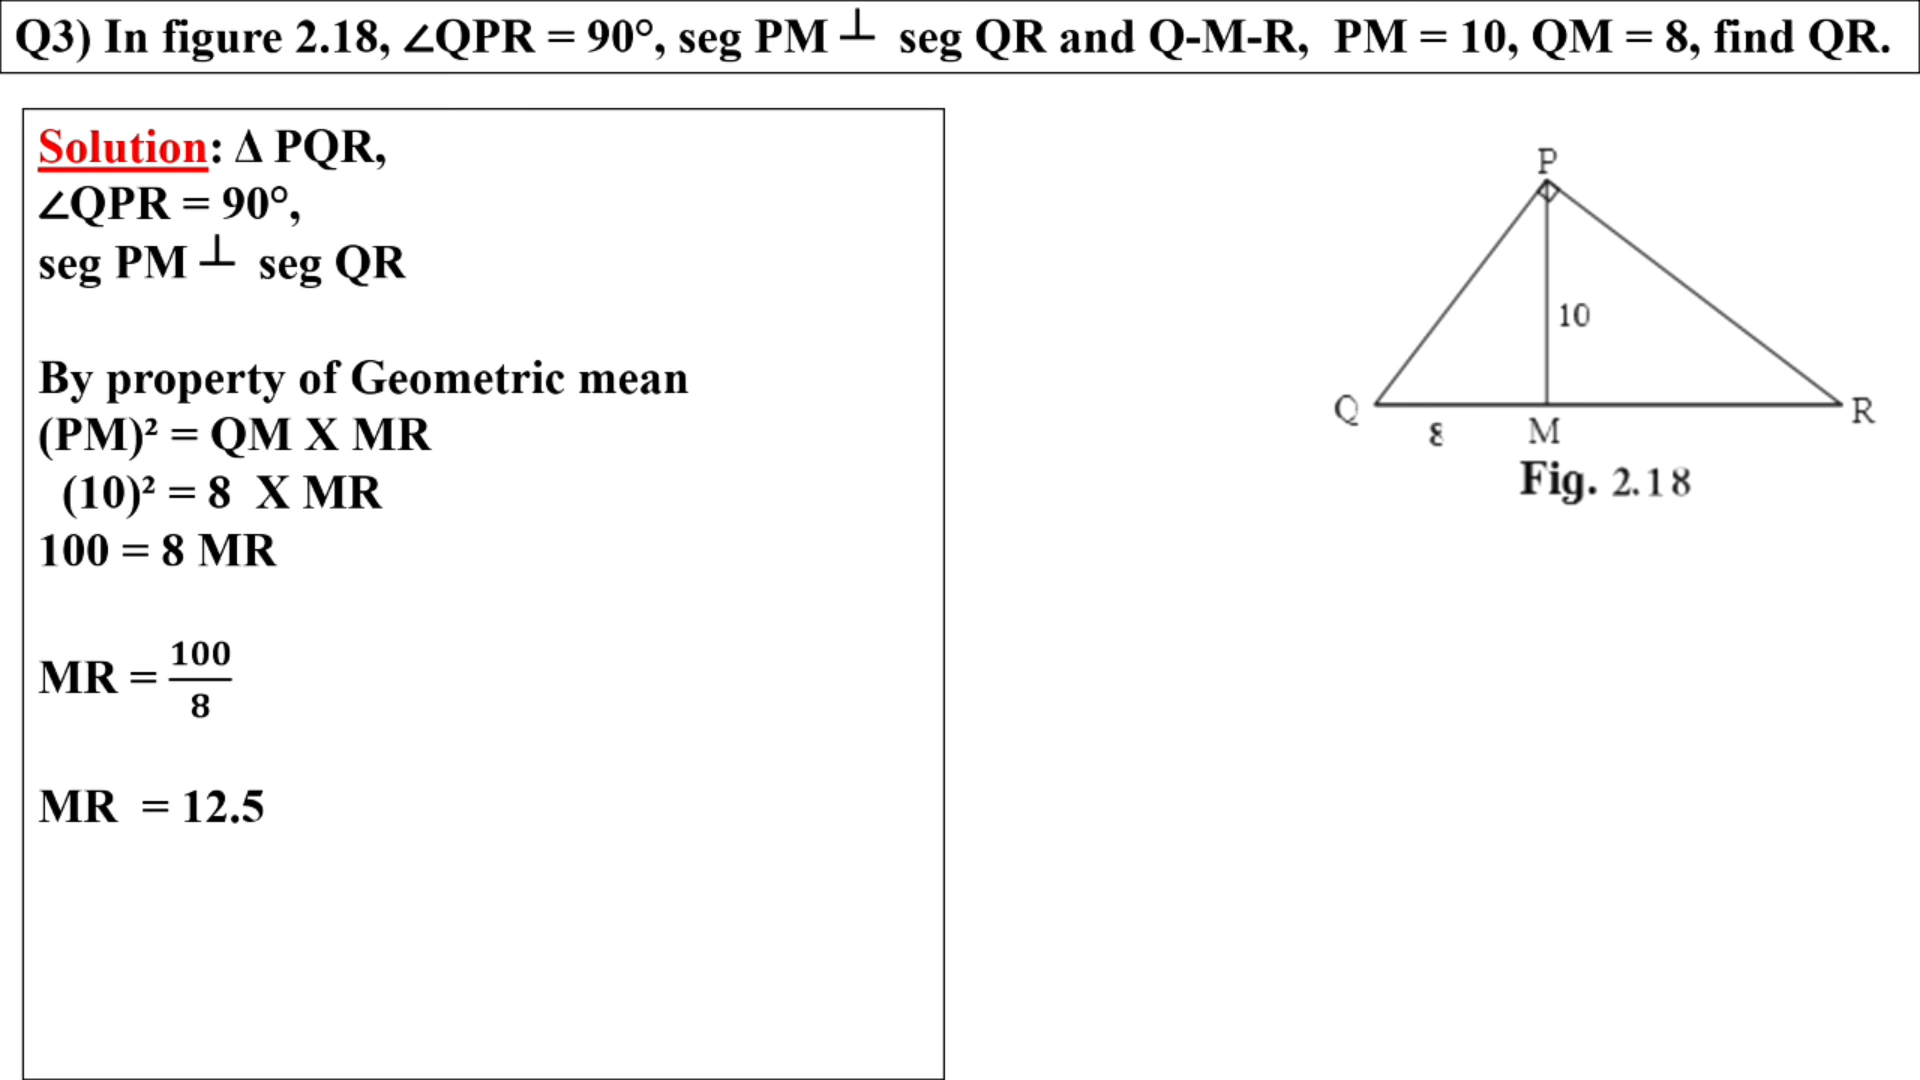 Q3) In figure 2.18, ∠QPR = 90°, seg PM ⊥ seg QR and Q-M-R, PM = 10, QM = 8, find QR.
Solution: Δ PQR,
∠QPR = 90°,
seg PM ⊥ seg QR
By property of Geometric mean
(PM)² = QM X MR
(10)² = 8 X MR
100 = 8 MR
MR = 100/8
MR = 12.5
P
10
Q
R
8
M
Fig. 2.18